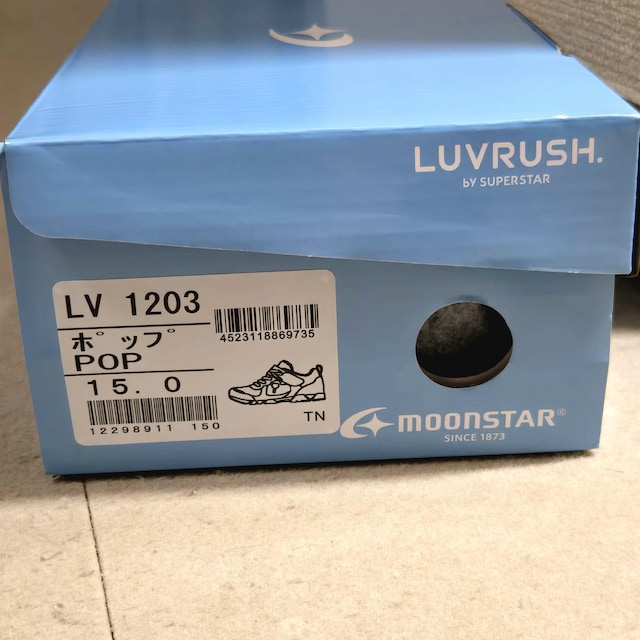 LUVRUSH.
by SUPERSTAR
LV 1203
4523118869735
ポップ
POP
15.0
12298911 150
TN
MOONSTAR®
SINCE 1873